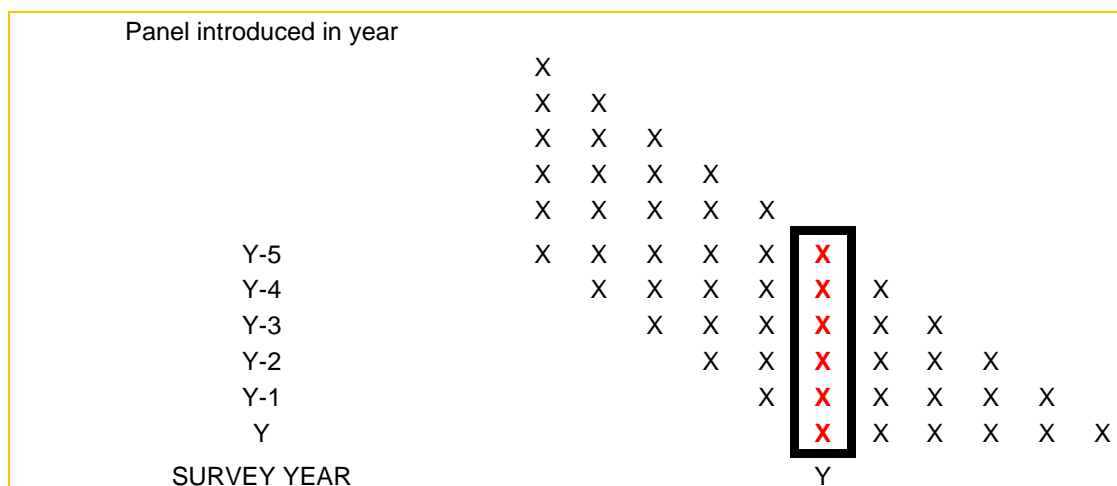 Panel introduced in year
X
X X
X X X
X X X X
X X X X X
Y-5 X X X X X X
Y-4 X X X X X X
Y-3 X X X X X X
Y-2 X X X X X X
Y-1 X X X X X X
Y X X X X X X
SURVEY YEAR Y